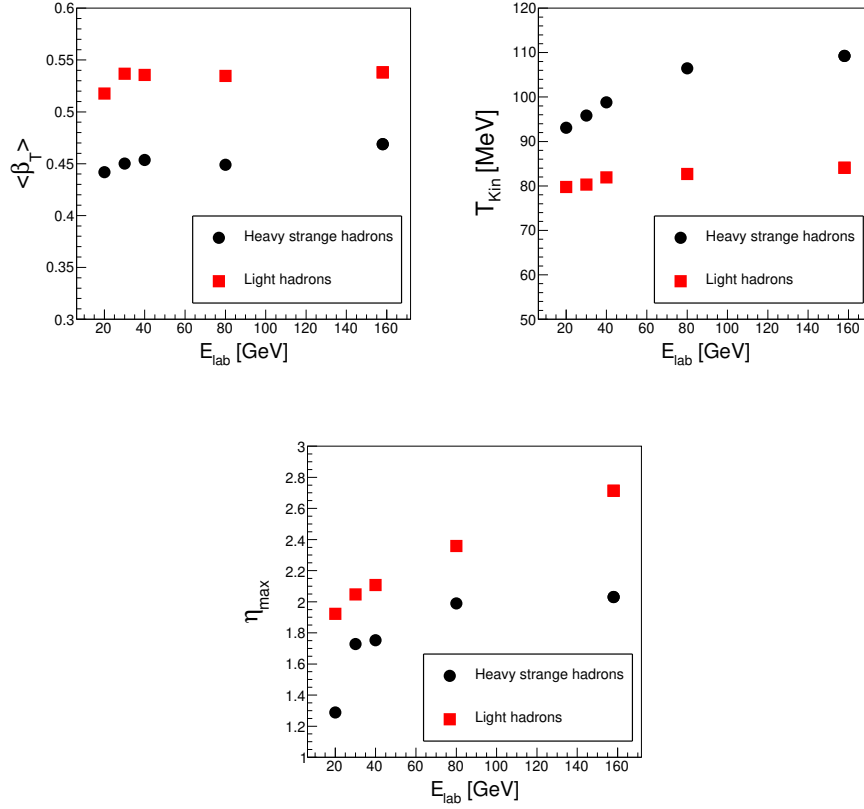 <β_T>
0.6
0.55
0.5
0.45
0.4
0.35
0.3
Heavy strange hadrons
Light hadrons
20 40 60 80 100 120 140 160
E_lab [GeV]
T_Kin [MeV]
120
110
100
90
80
70
60
50
Heavy strange hadrons
Light hadrons
20 40 60 80 100 120 140 160
E_lab [GeV]
η_max
3
2.8
2.6
2.4
2.2
2
1.8
1.6
1.4
1.2
1
Heavy strange hadrons
Light hadrons
20 40 60 80 100 120 140 160
E_lab [GeV]